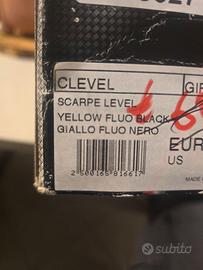 CLEVEL
SCARPE LEVEL
YELLOW FLUO BLACK
GIALLO FLUO NERO
EUR
US
MADE
2 500165 816617
subito